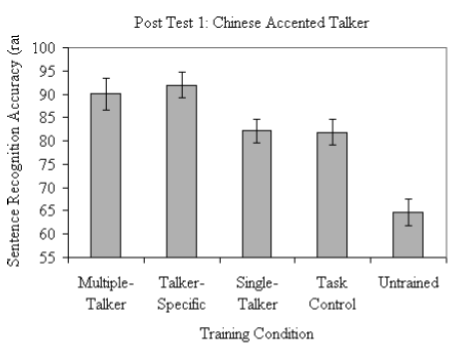 Post Test 1: Chinese Accented Talker
Sentence Recognition Accuracy
100
95
90
85
80
75
70
65
60
55
Multiple-Talker
Talker-Specific
Single-Talker
Task Control
Untrained
Training Condition